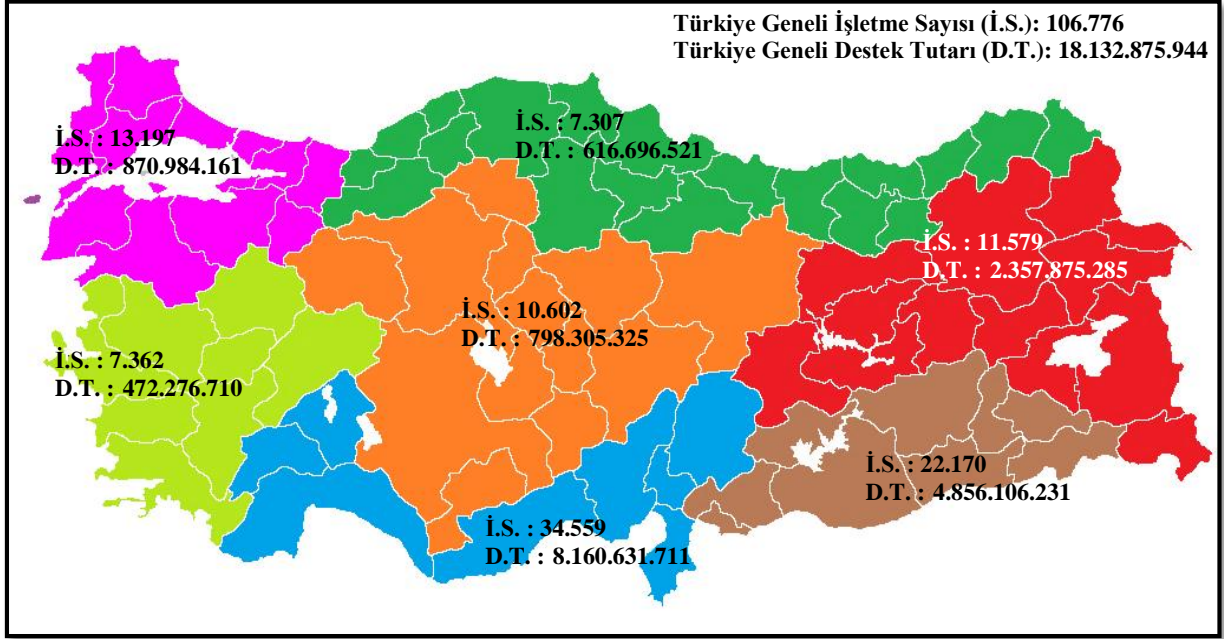 Türkiye Geneli İşletme Sayısı (İ.S.): 106.776
Türkiye Geneli Destek Tutarı (D.T.): 18.132.875.944
İ.S. : 13.197
D.T. : 870.984.161
İ.S. : 7.307
D.T. : 616.696.521
İ.S. : 11.579
D.T. : 2.357.875.285
İ.S. : 10.602
D.T. : 798.305.325
İ.S. : 7.362
D.T. : 472.276.710
İ.S. : 22.170
D.T. : 4.856.106.231
İ.S. : 34.559
D.T. : 8.160.631.711